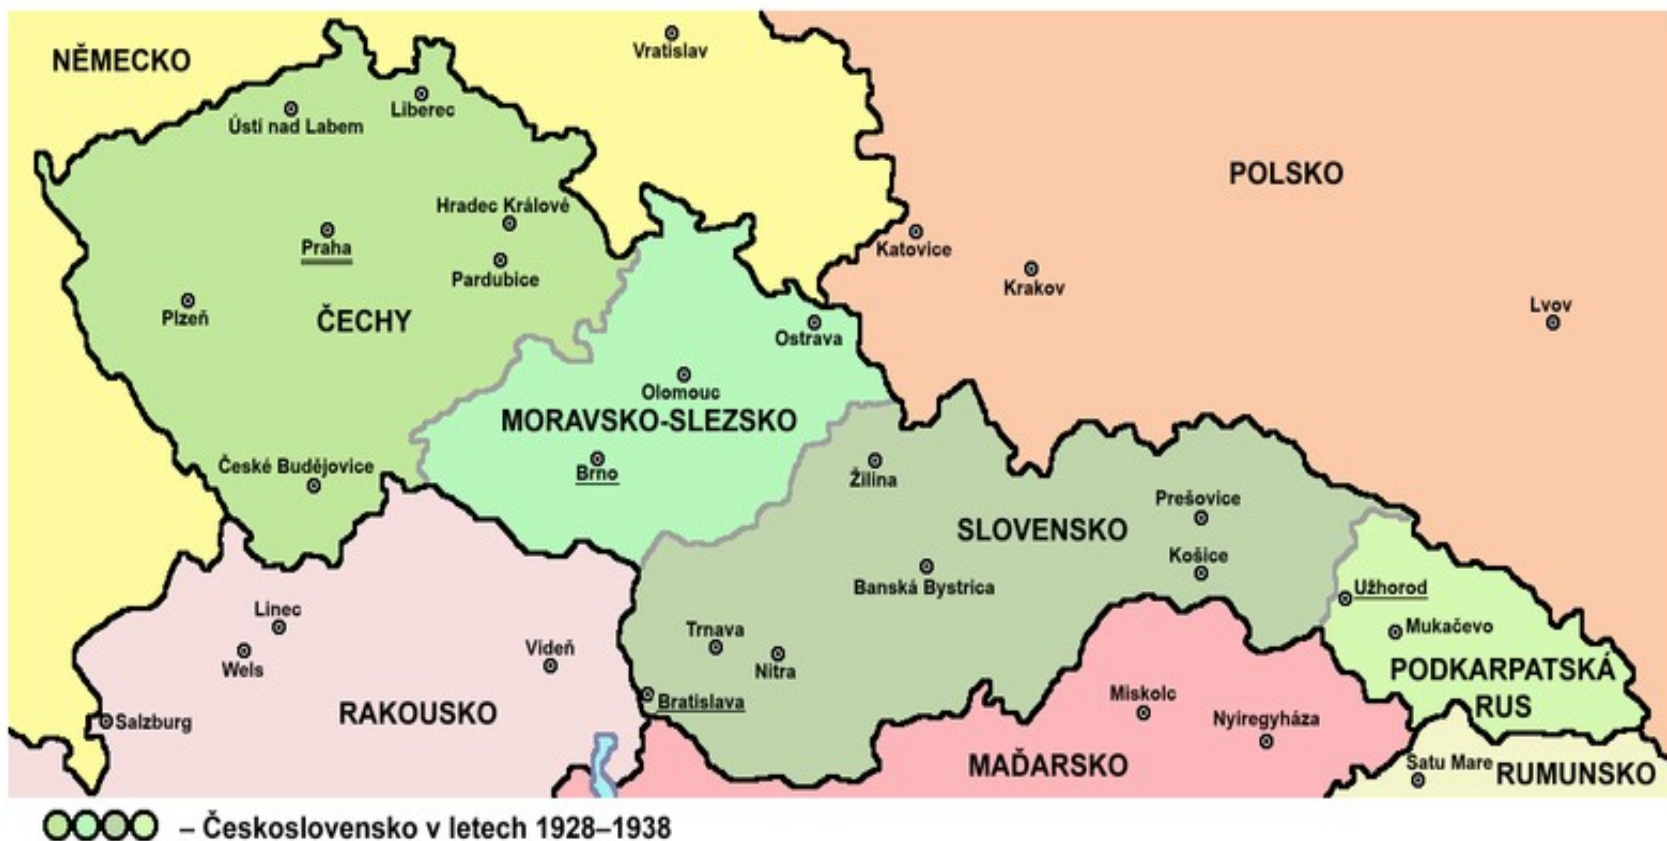 NĚMECKO
Vratislav
Liberec
Ústí nad Labem
POLSKO
Hradec Králové
Praha
Katovice
Pardubice
Krakov
Plzeň
ČECHY
Lvov
Ostrava
Olomouc
MORAVSKO-SLEZSKO
České Budějovice
Brno
Žilina
Prešovice
SLOVENSKO
Košice
Banská Bystrica
Užhorod
Linec
Trnava
Mukačevo
Vídeň
Wels
Nitra
PODKARPATSKÁ
RUS
Bratislava
Miskolc
Salzburg
RAKOUSKO
Nyíregyháza
MAĎARSKO
Satu Mare
RUMUNSKO
– Československo v letech 1928–1938